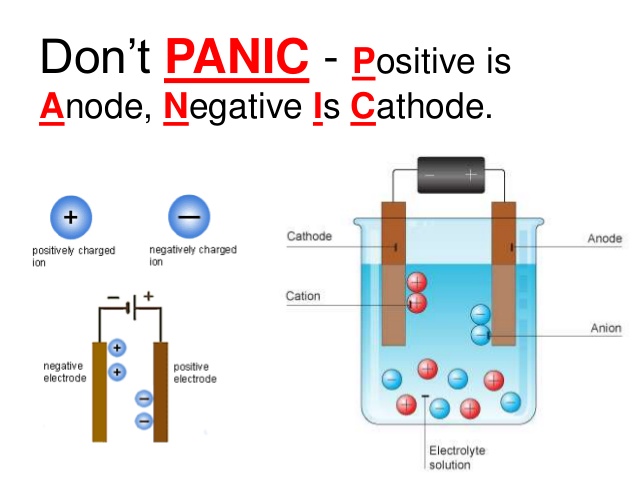 Don't PANIC - Positive is
Anode, Negative Is Cathode.
+
−
positively charged
ion
negatively charged
ion
− +
negative
electrode
positive
electrode
+
+
−
−
− +
Cathode
Anode
Cation
Anion
+
+
−
−
−
+
−
+
+
−
+
−
Electrolyte
solution